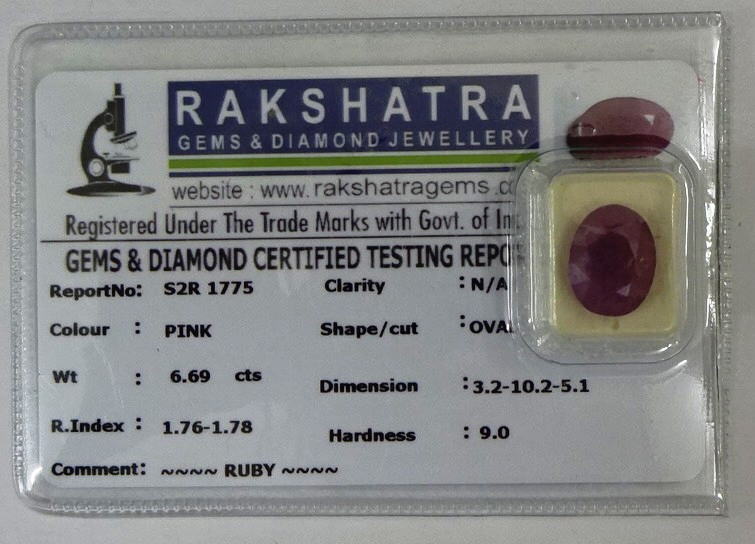 RAKSHATRA
GEMS & DIAMOND JEWELLERY
website : www.rakshatragems.c
Registered Under The Trade Marks with Govt. of In
GEMS & DIAMOND CERTIFIED TESTING REPO
ReportNo: S2R 1775 Clarity : N/A
Colour : PINK Shape/cut : OVA
Wt : 6.69 cts Dimension : 3.2-10.2-5.1
R.Index : 1.76-1.78 Hardness : 9.0
Comment: ~~~~ RUBY ~~~~